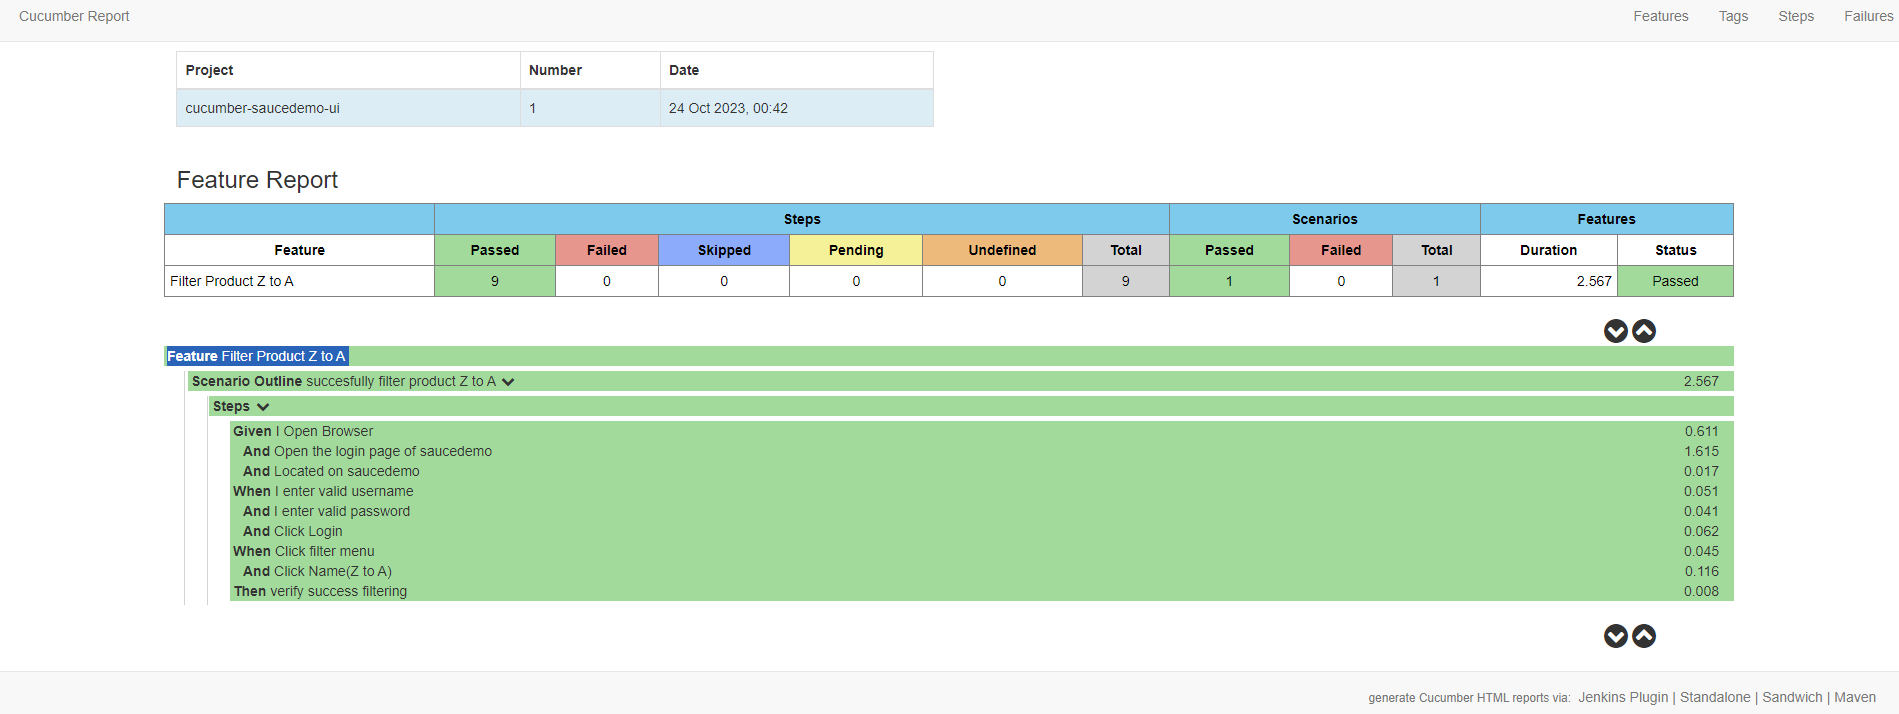 Cucumber Report Features Tags Steps Failures
Project Number Date
cucumber-saucedemo-ui 1 24 Oct 2023, 00:42
Feature Report
Steps Scenarios Features
Feature Passed Failed Skipped Pending Undefined Total Passed Failed Total Duration Status
Filter Product Z to A 9 0 0 0 0 9 1 0 1 2.567 Passed
Feature Filter Product Z to A
Scenario Outline succesfully filter product Z to A 2.567
Steps
Given I Open Browser 0.611
And Open the login page of saucedemo 1.615
And Located on saucedemo 0.017
When I enter valid username 0.051
And I enter valid password 0.041
And Click Login 0.062
When Click filter menu 0.045
And Click Name(Z to A) 0.116
Then verify success filtering 0.008
generate Cucumber HTML reports via: Jenkins Plugin | Standalone | Sandwich | Maven